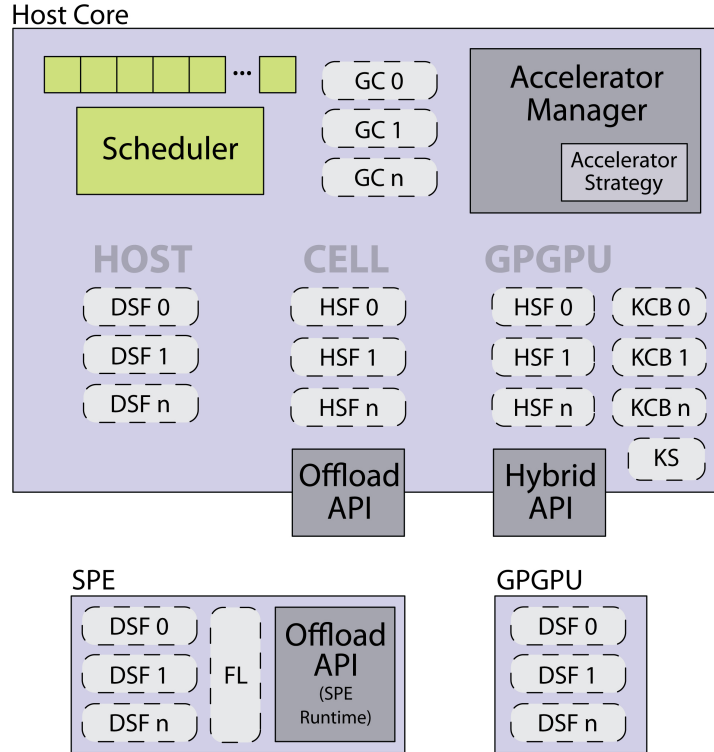 Host Core
...
GC 0
GC 1
GC n
Scheduler
Accelerator
Manager
Accelerator
Strategy
HOST
DSF 0
DSF 1
DSF n
CELL
HSF 0
HSF 1
HSF n
Offload
API
GPGPU
HSF 0
HSF 1
HSF n
KCB 0
KCB 1
KCB n
KS
Hybrid
API
SPE
DSF 0
DSF 1
DSF n
FL
Offload
API
(SPE
Runtime)
GPGPU
DSF 0
DSF 1
DSF n